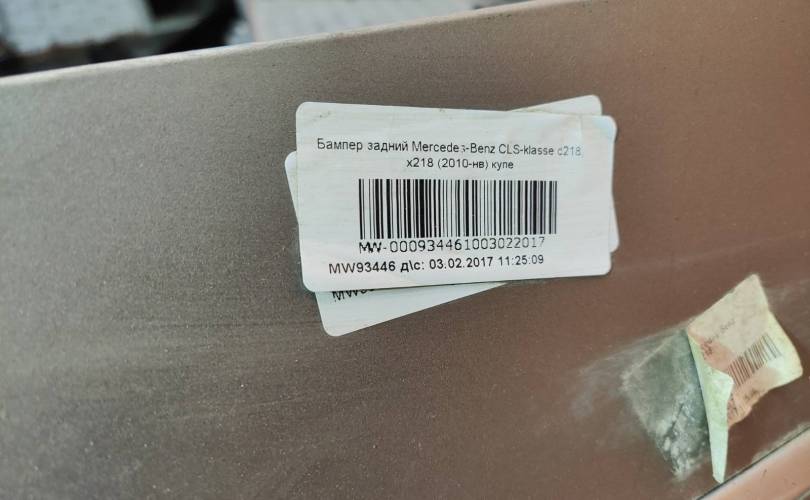 Бампер задний Mercedes-Benz CLS-klasse c218,
x218 (2010-нв) купе
MW-000934461003022017
MW93446 д\с: 03.02.2017 11:25:09